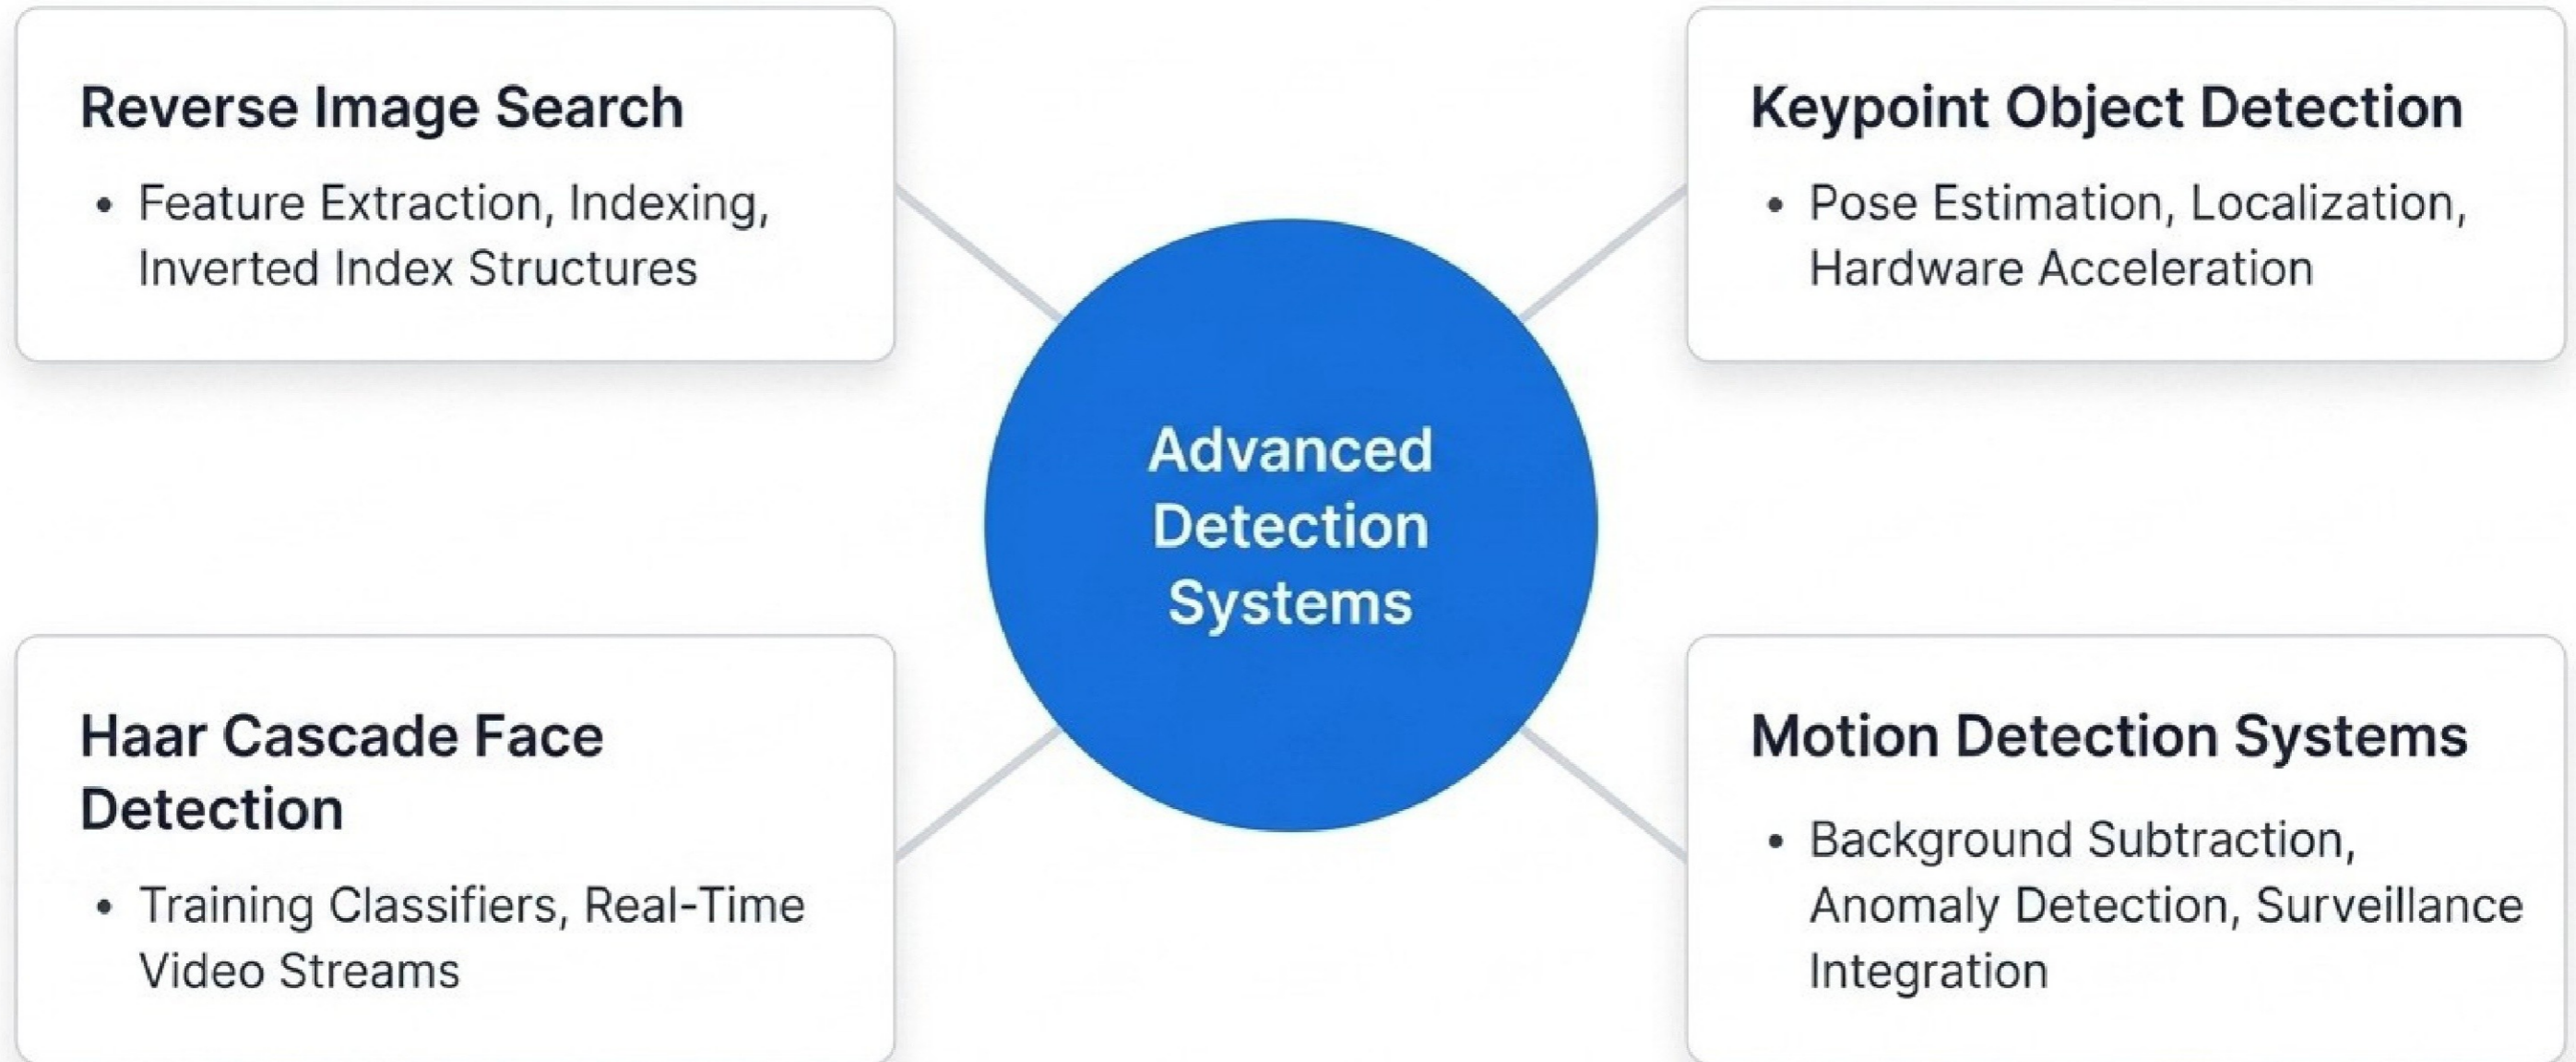 Reverse Image Search
• Feature Extraction, Indexing,
Inverted Index Structures
Keypoint Object Detection
• Pose Estimation, Localization,
Hardware Acceleration
Advanced
Detection
Systems
Haar Cascade Face
Detection
• Training Classifiers, Real-Time
Video Streams
Motion Detection Systems
• Background Subtraction,
Anomaly Detection, Surveillance
Integration